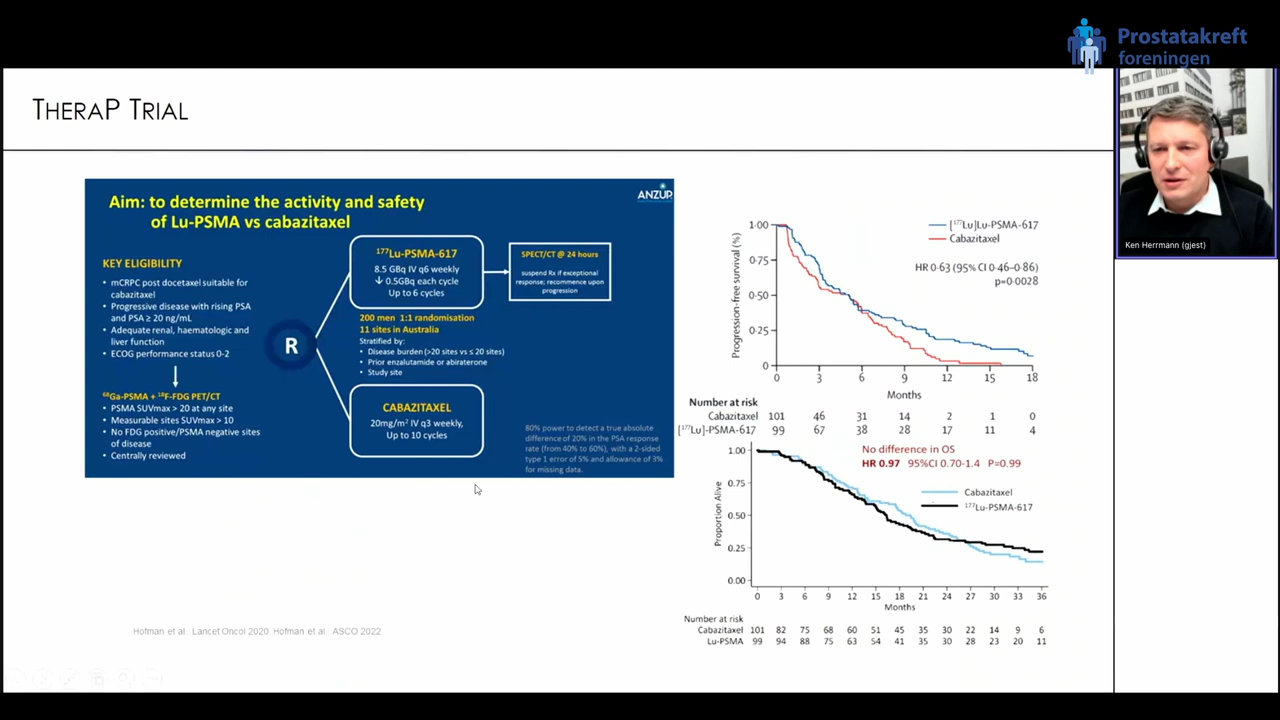 Prostatakreft
foreningen
THERAP TRIAL
Ken Herrmann (gjest)
ANZUP
Aim: to determine the activity and safety
of Lu-PSMA vs cabazitaxel
KEY ELIGIBILITY
• mCRPC post docetaxel suitable for
cabazitaxel
• Progressive disease with rising PSA
and PSA ≥ 20 ng/mL
• Adequate renal, haematologic and
liver function
• ECOG performance status 0-2
⁶⁸Ga-PSMA + ¹⁸F-FDG PET/CT
• PSMA SUVmax > 20 at any site
• Measurable sites SUVmax > 10
• No FDG positive/PSMA negative sites
of disease
• Centrally reviewed
R
¹⁷⁷Lu-PSMA-617
8.5 GBq IV q6 weekly
↓ 0.5GBq each cycle
Up to 6 cycles
SPECT/CT @ 24 hours
suspend Rx if exceptional
response; recommence upon
progression
200 men 1:1 randomisation
11 sites in Australia
Stratified by:
• Disease burden (>20 sites vs ≤ 20 sites)
• Prior enzalutamide or abiraterone
• Study site
CABAZITAXEL
20mg/m² IV q3 weekly,
Up to 10 cycles
80% power to detect a true absolute
difference of 20% in the PSA response
rate (from 40% to 60%), with a 2-sided
type 1 error of 5% and allowance of 3%
for missing data.
Hofman et al. Lancet Oncol 2020 Hofman et al. ASCO 2022
Progression-free survival (%)
1·00
0·75
0·50
0·25
0
[¹⁷⁷Lu]Lu-PSMA-617
Cabazitaxel
HR 0·63 (95% CI 0·46–0·86)
p=0·0028
0 3 6 9 12 15 18
Months
Number at risk
Cabazitaxel 101 46 31 14 2 1 0
[¹⁷⁷Lu]-PSMA-617 99 67 38 28 17 11 4
Proportion Alive
1.00
0.75
0.50
0.25
0.00
No difference in OS
HR 0.97 95%CI 0.70-1.4 P=0.99
Cabazitaxel
¹⁷⁷Lu-PSMA-617
0 3 6 9 12 15 18 21 24 27 30 33 36
Months
Number at risk
Cabazitaxel 101 82 75 68 60 51 45 35 30 22 14 9 6
Lu-PSMA 99 94 88 75 63 54 41 35 30 28 23 20 11